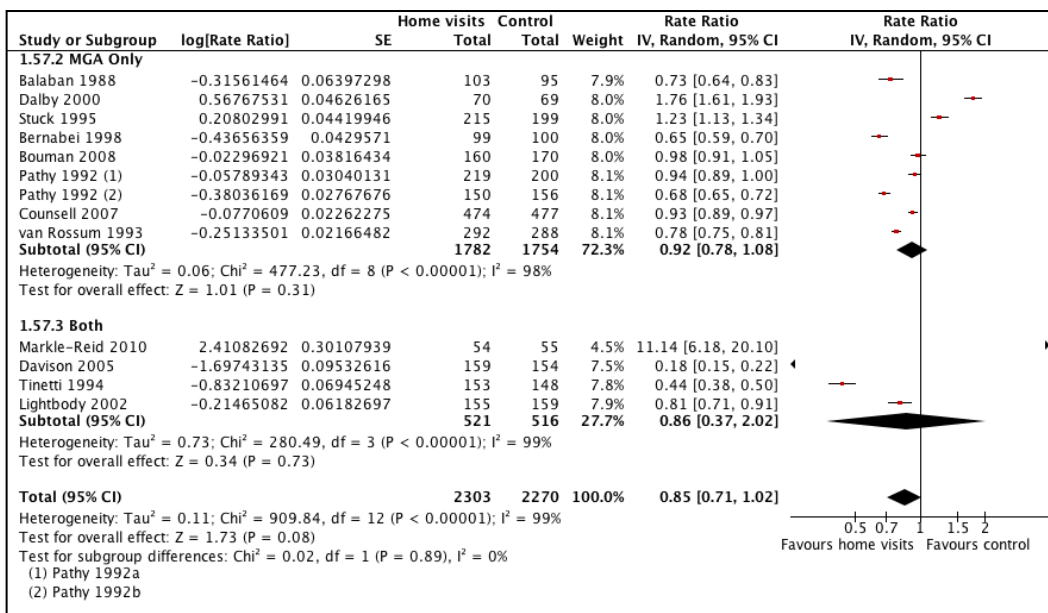 Home visits Control Rate Ratio Rate Ratio
Study or Subgroup log[Rate Ratio] SE Total Total Weight IV, Random, 95% CI IV, Random, 95% CI
1.57.2 MGA Only
Balaban 1988 -0.31561464 0.06397298 103 95 7.9% 0.73 [0.64, 0.83]
Dalby 2000 0.56767531 0.04626165 70 69 8.0% 1.76 [1.61, 1.93]
Stuck 1995 0.20802991 0.04419946 215 199 8.0% 1.23 [1.13, 1.34]
Bernabei 1998 -0.43656359 0.0429571 99 100 8.0% 0.65 [0.59, 0.70]
Bouman 2008 -0.02296921 0.03816434 160 170 8.0% 0.98 [0.91, 1.05]
Pathy 1992 (1) -0.05789343 0.03040131 219 200 8.1% 0.94 [0.89, 1.00]
Pathy 1992 (2) -0.38036169 0.02767676 150 156 8.1% 0.68 [0.65, 0.72]
Counsell 2007 -0.0770609 0.02262275 474 477 8.1% 0.93 [0.89, 0.97]
van Rossum 1993 -0.25133501 0.02166482 292 288 8.1% 0.78 [0.75, 0.81]
Subtotal (95% CI) 1782 1754 72.3% 0.92 [0.78, 1.08]
Heterogeneity: Tau² = 0.06; Chi² = 477.23, df = 8 (P < 0.00001); I² = 98%
Test for overall effect: Z = 1.01 (P = 0.31)
1.57.3 Both
Markle-Reid 2010 2.41082692 0.30107939 54 55 4.5% 11.14 [6.18, 20.10]
Davison 2005 -1.69743135 0.09532616 159 154 7.5% 0.18 [0.15, 0.22]
Tinetti 1994 -0.83210697 0.06945248 153 148 7.8% 0.44 [0.38, 0.50]
Lightbody 2002 -0.21465082 0.06182697 155 159 7.9% 0.81 [0.71, 0.91]
Subtotal (95% CI) 521 516 27.7% 0.86 [0.37, 2.02]
Heterogeneity: Tau² = 0.73; Chi² = 280.49, df = 3 (P < 0.00001); I² = 99%
Test for overall effect: Z = 0.34 (P = 0.73)
Total (95% CI) 2303 2270 100.0% 0.85 [0.71, 1.02]
Heterogeneity: Tau² = 0.11; Chi² = 909.84, df = 12 (P < 0.00001); I² = 99%
Test for overall effect: Z = 1.73 (P = 0.08)
Test for subgroup differences: Chi² = 0.02, df = 1 (P = 0.89), I² = 0%
(1) Pathy 1992a
(2) Pathy 1992b
0.5 0.7 1 1.5 2
Favours home visits Favours control